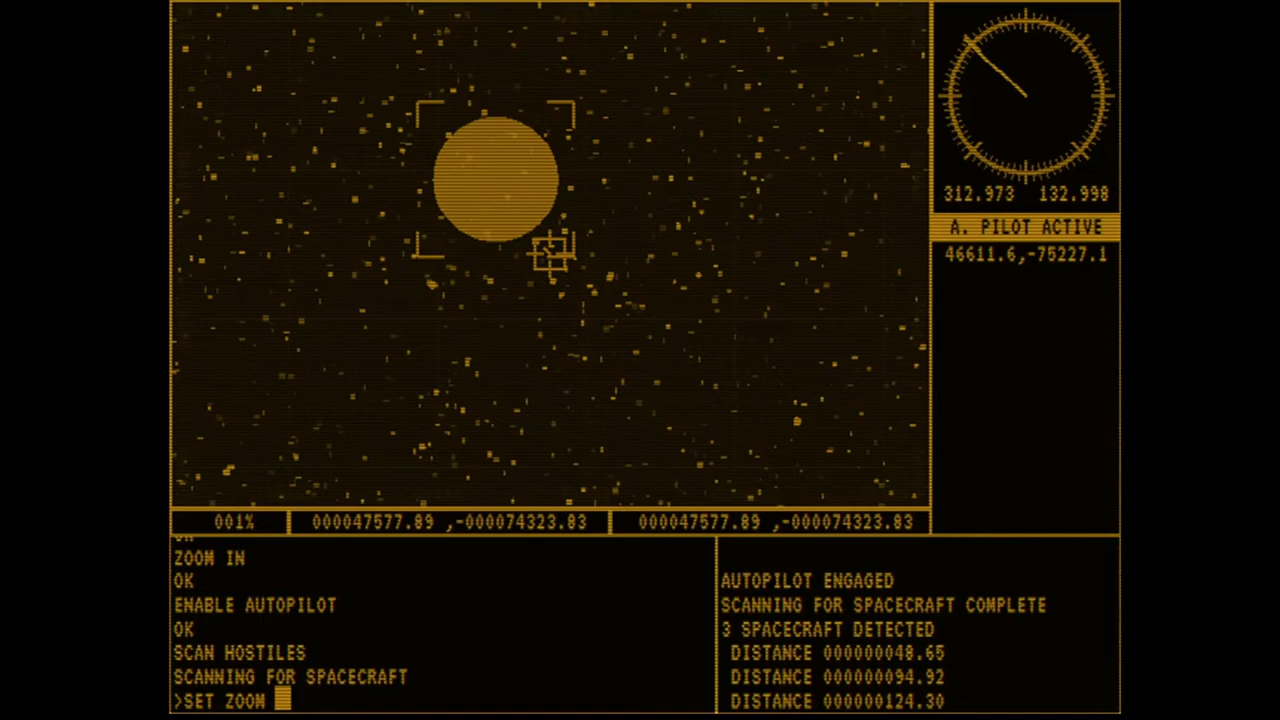 312.973 132.998
A. PILOT ACTIVE
46611.6,-75227.1
001% 000047577.89 ,-000074323.83 000047577.89 ,-000074323.83
OK
ZOOM IN
OK
ENABLE AUTOPILOT
OK
SCAN HOSTILES
SCANNING FOR SPACECRAFT
>SET ZOOM
AUTOPILOT ENGAGED
SCANNING FOR SPACECRAFT COMPLETE
3 SPACECRAFT DETECTED
DISTANCE 000000048.65
DISTANCE 000000094.92
DISTANCE 000000124.30